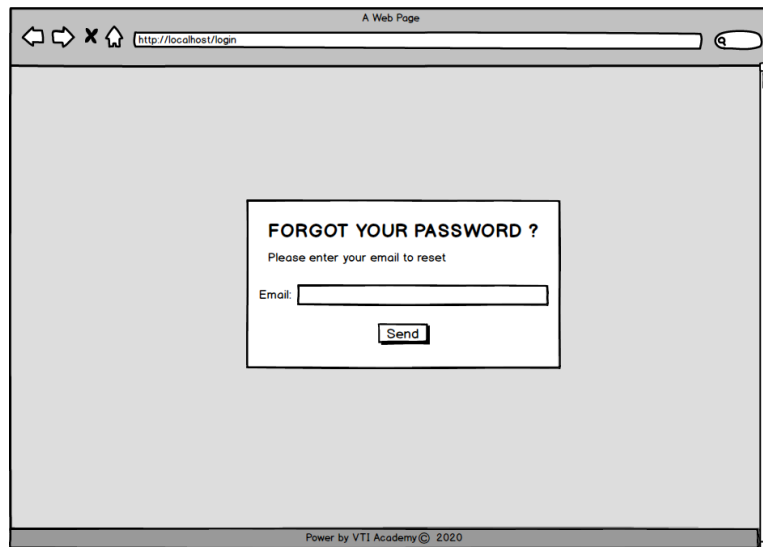 A Web Page
http://localhost/login
FORGOT YOUR PASSWORD ?
Please enter your email to reset
Email:
Send
Power by VTI Academy© 2020